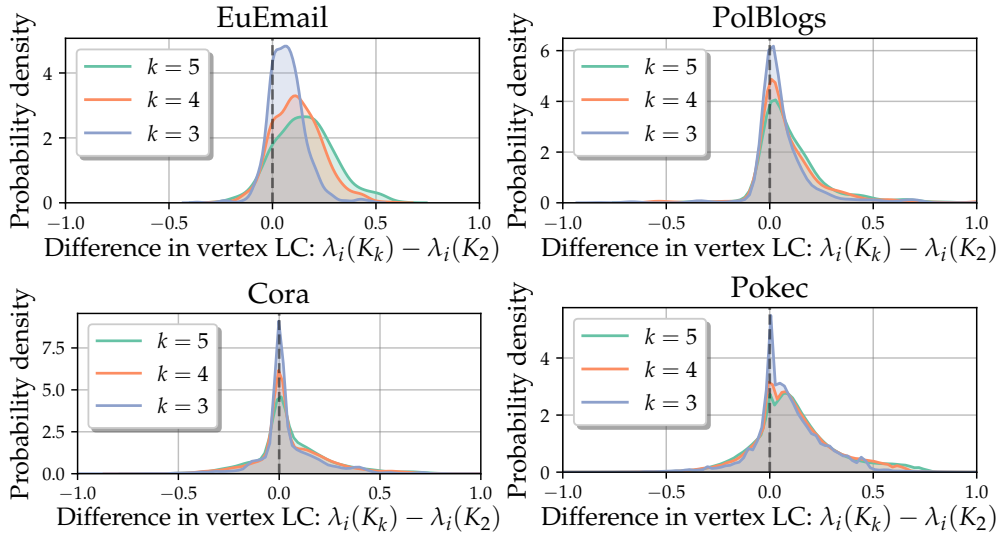 EuEmail
Probability density
4
2
0
k = 5
k = 4
k = 3
−1.0 −0.5 0.0 0.5 1.0
Difference in vertex LC: λᵢ(Kₖ) − λᵢ(K₂)
PolBlogs
Probability density
6
4
2
0
k = 5
k = 4
k = 3
−1.0 −0.5 0.0 0.5 1.0
Difference in vertex LC: λᵢ(Kₖ) − λᵢ(K₂)
Cora
Probability density
7.5
5.0
2.5
0.0
k = 5
k = 4
k = 3
−1.0 −0.5 0.0 0.5 1.0
Difference in vertex LC: λᵢ(Kₖ) − λᵢ(K₂)
Pokec
Probability density
4
2
0
k = 5
k = 4
k = 3
−1.0 −0.5 0.0 0.5 1.0
Difference in vertex LC: λᵢ(Kₖ) − λᵢ(K₂)